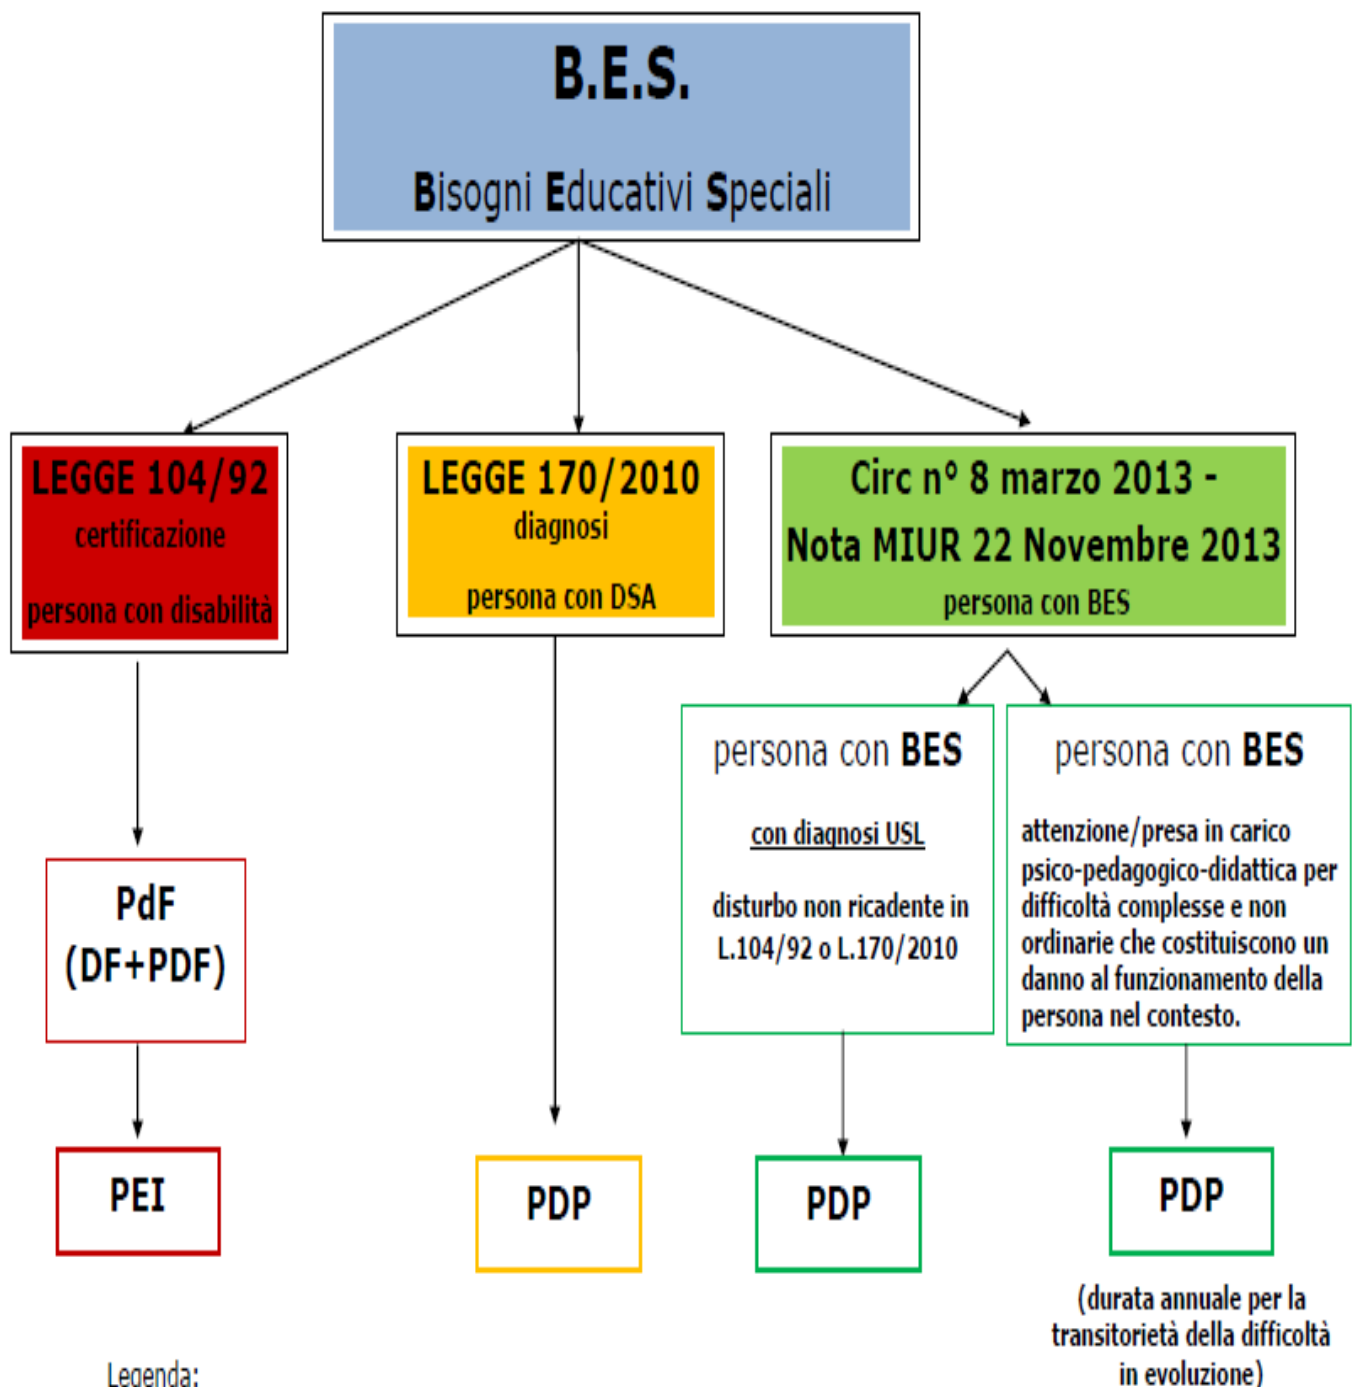 B.E.S.
Bisogni Educativi Speciali
LEGGE 104/92
certificazione
persona con disabilità
LEGGE 170/2010
diagnosi
persona con DSA
Circ n° 8 marzo 2013 -
Nota MIUR 22 Novembre 2013
persona con BES
persona con BES
con diagnosi USL
disturbo non ricadente in
L.104/92 o L.170/2010
persona con BES
attenzione/presa in carico
psico-pedagogico-didattica per
difficoltà complesse e non
ordinarie che costituiscono un
danno al funzionamento della
persona nel contesto.
PdF
(DF+PDF)
PEI
PDP
PDP
PDP
(durata annuale per la
transitorietà della difficoltà
in evoluzione)
Legenda: